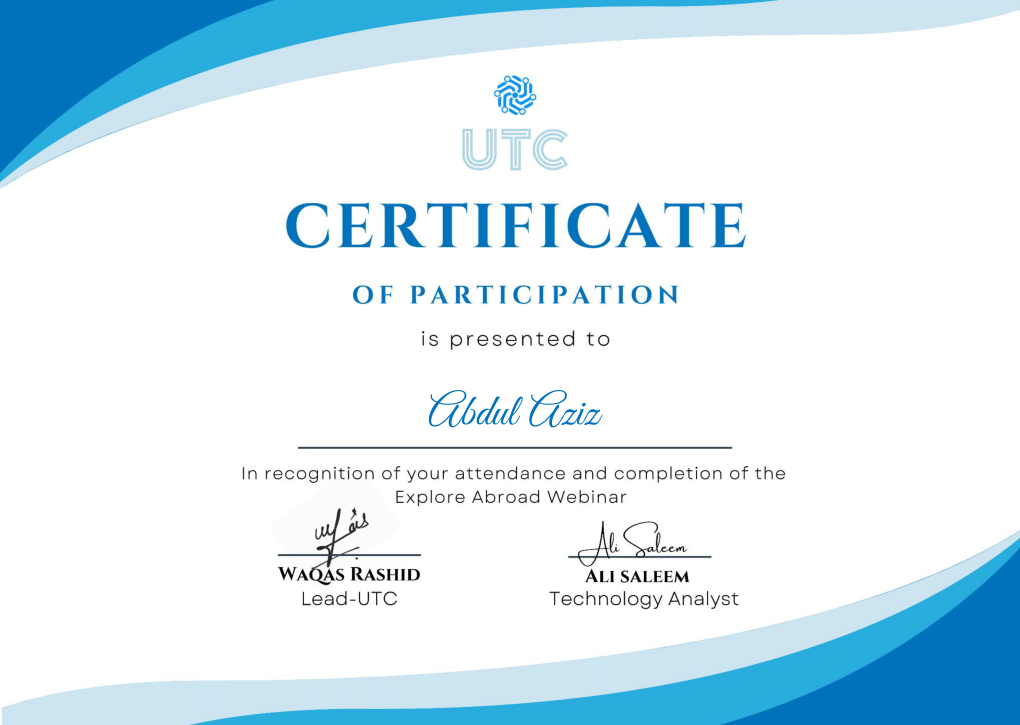 UTC
CERTIFICATE
OF PARTICIPATION
is presented to
Abdul Aziz
In recognition of your attendance and completion of the
Explore Abroad Webinar
Ali Saleem
WAQAS RASHID
ALI SALEEM
Lead-UTC
Technology Analyst